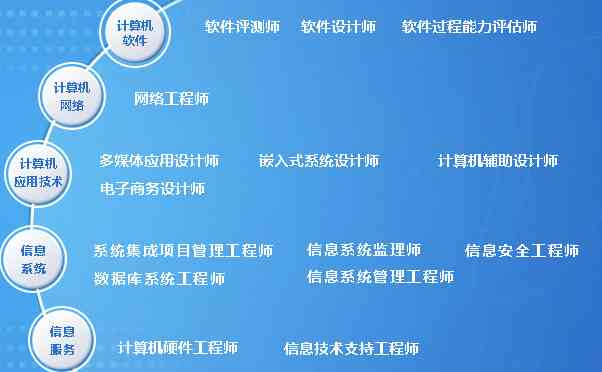 计算机
软件
软件评测师 软件设计师 软件过程能力评估师
计算机
网络
网络工程师
计算机
应用技术
多媒体应用设计师 嵌入式系统设计师 计算机辅助设计师
电子商务设计师
信息
系统
系统集成项目管理工程师 信息系统监理师 信息安全工程师
数据库系统工程师 信息系统管理工程师
信息
服务
计算机硬件工程师 信息技术支持工程师